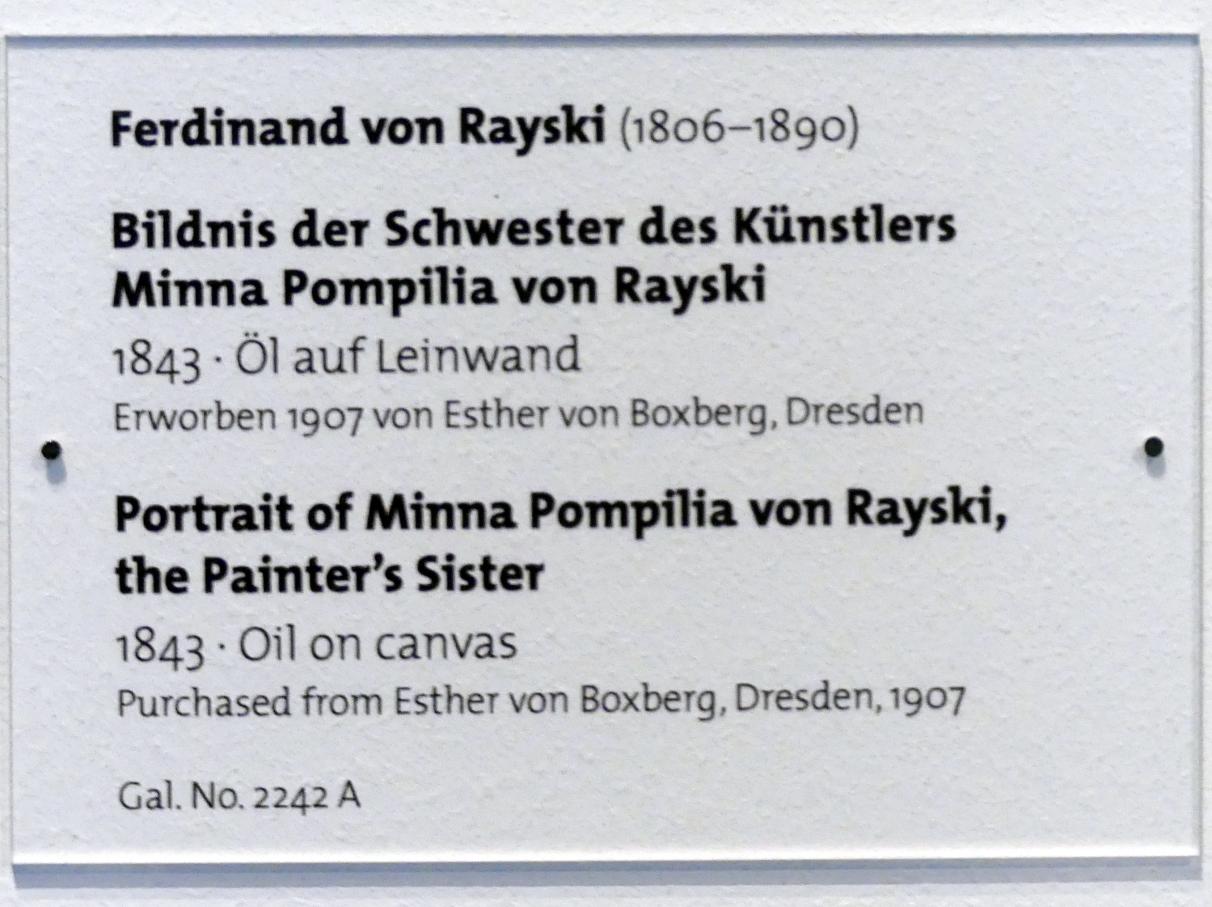 Ferdinand von Rayski (1806–1890)
Bildnis der Schwester des Künstlers
Minna Pompilia von Rayski
1843 · Öl auf Leinwand
Erworben 1907 von Esther von Boxberg, Dresden
Portrait of Minna Pompilia von Rayski,
the Painter’s Sister
1843 · Oil on canvas
Purchased from Esther von Boxberg, Dresden, 1907
Gal. No. 2242 A